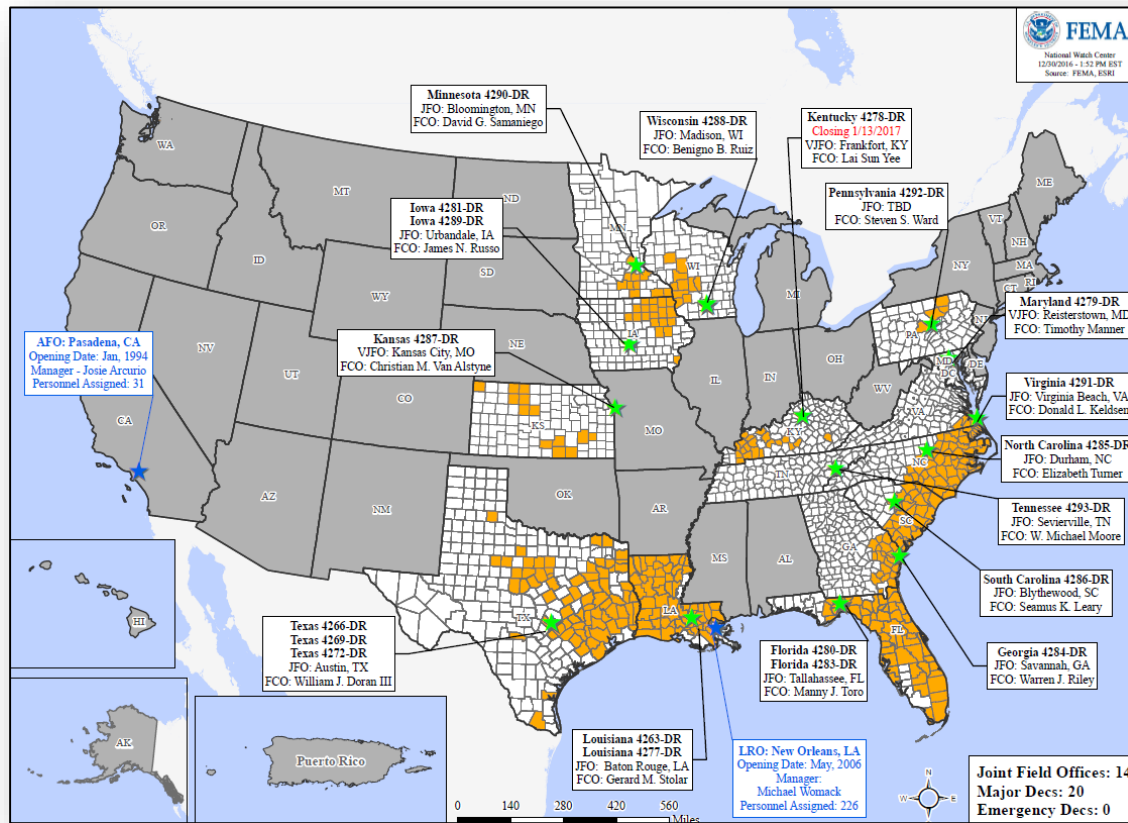 FEMA
National Watch Center
12/30/2016 - 1:52 PM EST
Source: FEMA, ESRI
Minnesota 4290-DR
JFO: Bloomington, MN
FCO: David G. Samaniego
Wisconsin 4288-DR
JFO: Madison, WI
FCO: Benigno B. Ruiz
Kentucky 4278-DR
Closing 1/13/2017
VJFO: Frankfort, KY
FCO: Lai Sun Yee
Pennsylvania 4292-DR
JFO: TBD
FCO: Steven S. Ward
Iowa 4281-DR
Iowa 4289-DR
JFO: Urbandale, IA
FCO: James N. Russo
Maryland 4279-DR
VJFO: Reisterstown, MD
FCO: Timothy Manner
AFO: Pasadena, CA
Opening Date: Jan, 1994
Manager - Josie Arcurio
Personnel Assigned: 31
Kansas 4287-DR
VJFO: Kansas City, MO
FCO: Christian M. Van Alstyne
Virginia 4291-DR
JFO: Virginia Beach, VA
FCO: Donald L. Keldsen
North Carolina 4285-DR
JFO: Durham, NC
FCO: Elizabeth Turner
Tennessee 4293-DR
JFO: Sevierville, TN
FCO: W. Michael Moore
South Carolina 4286-DR
JFO: Blythewood, SC
FCO: Seamus K. Leary
Georgia 4284-DR
JFO: Savannah, GA
FCO: Warren J. Riley
Texas 4266-DR
Texas 4269-DR
Texas 4272-DR
JFO: Austin, TX
FCO: William J. Doran III
Florida 4280-DR
Florida 4283-DR
JFO: Tallahassee, FL
FCO: Manny J. Toro
Louisiana 4263-DR
Louisiana 4277-DR
JFO: Baton Rouge, LA
FCO: Gerard M. Stolar
LRO: New Orleans, LA
Opening Date: May, 2006
Manager:
Michael Womack
Personnel Assigned: 226
WA
MT
ND
MN
ME
OR
ID
SD
WI
VT
NH
NY
MA
RI
CT
WY
MI
PA
NJ
NE
IA
NV
UT
IL
IN
OH
MD
DE
DC
WV
VA
CO
CA
KS
MO
KY
NC
TN
AZ
NM
OK
AR
SC
MS
AL
GA
TX
LA
FL
HI
AK
Puerto Rico
N
W
E
S
0 140 280 420 560
Miles
Joint Field Offices: 14
Major Decs: 20
Emergency Decs: 0